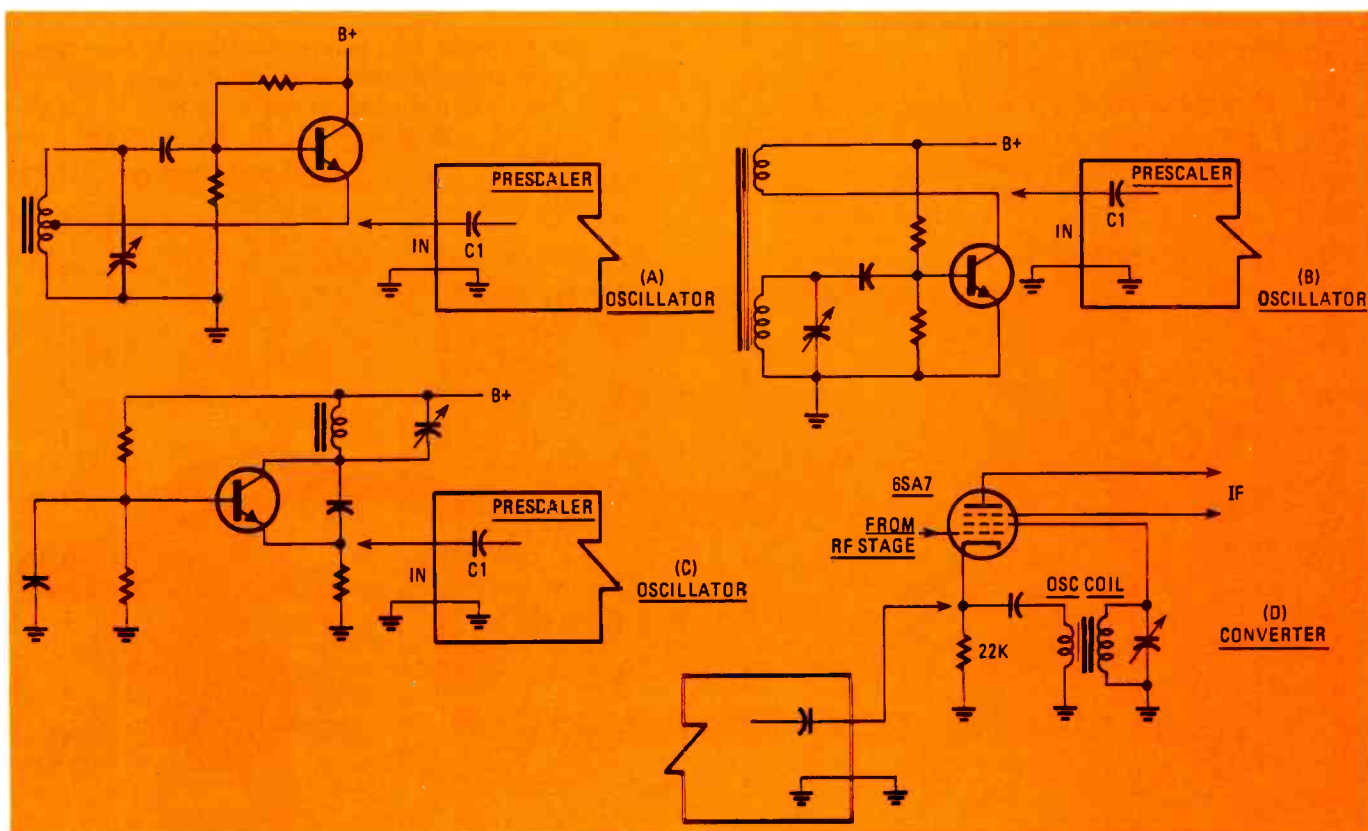 B+
PRESCALER
IN
C1
(A)
OSCILLATOR
B+
PRESCALER
IN
C1
(B)
OSCILLATOR
B+
PRESCALER
IN
C1
(C)
OSCILLATOR
6SA7
FROM
RF STAGE
IF
OSC COIL
22K
(D)
CONVERTER